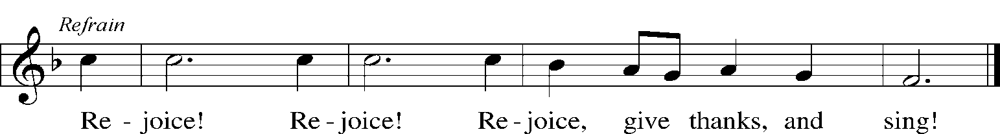 Refrain
Re - joice! Re - joice! Re - joice, give thanks, and sing!